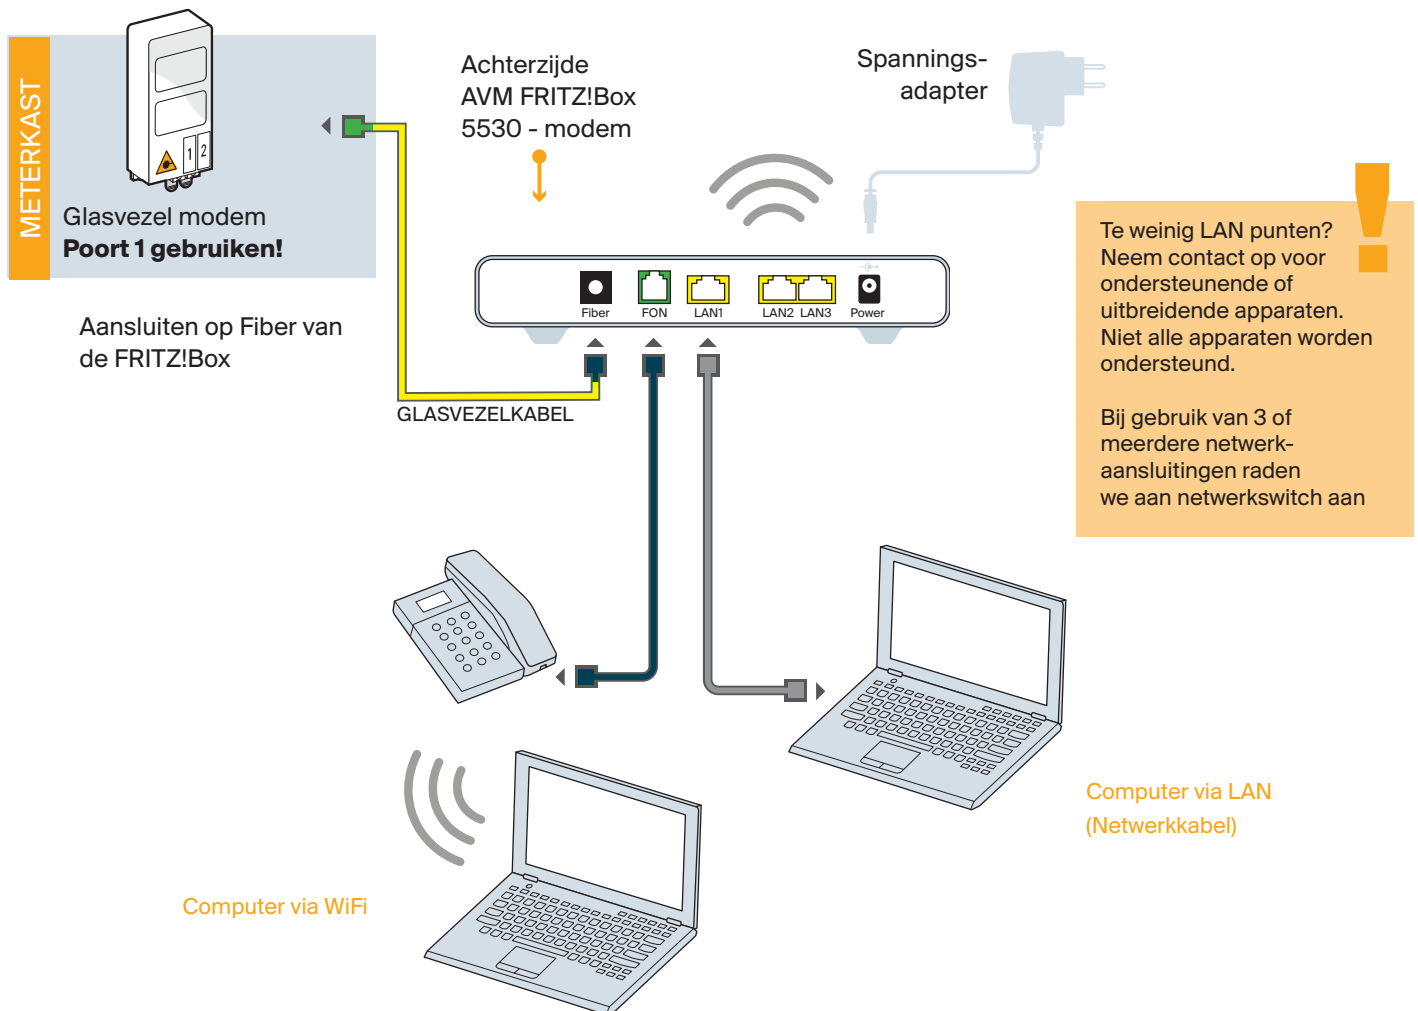 METERKAST
1 2
Glasvezel modem
Poort 1 gebruiken!
Aansluiten op Fiber van
de FRITZ!Box
Achterzijde
AVM FRITZ!Box
5530 - modem
Spannings-
adapter
Fiber FON LAN1 LAN2 LAN3 Power
GLASVEZELKABEL
!
Te weinig LAN punten?
Neem contact op voor
ondersteunende of
uitbreidende apparaten.
Niet alle apparaten worden
ondersteund.
Bij gebruik van 3 of
meerdere netwerk-
aansluitingen raden
we aan netwerkswitch aan
Computer via LAN
(Netwerkkabel)
Computer via WiFi